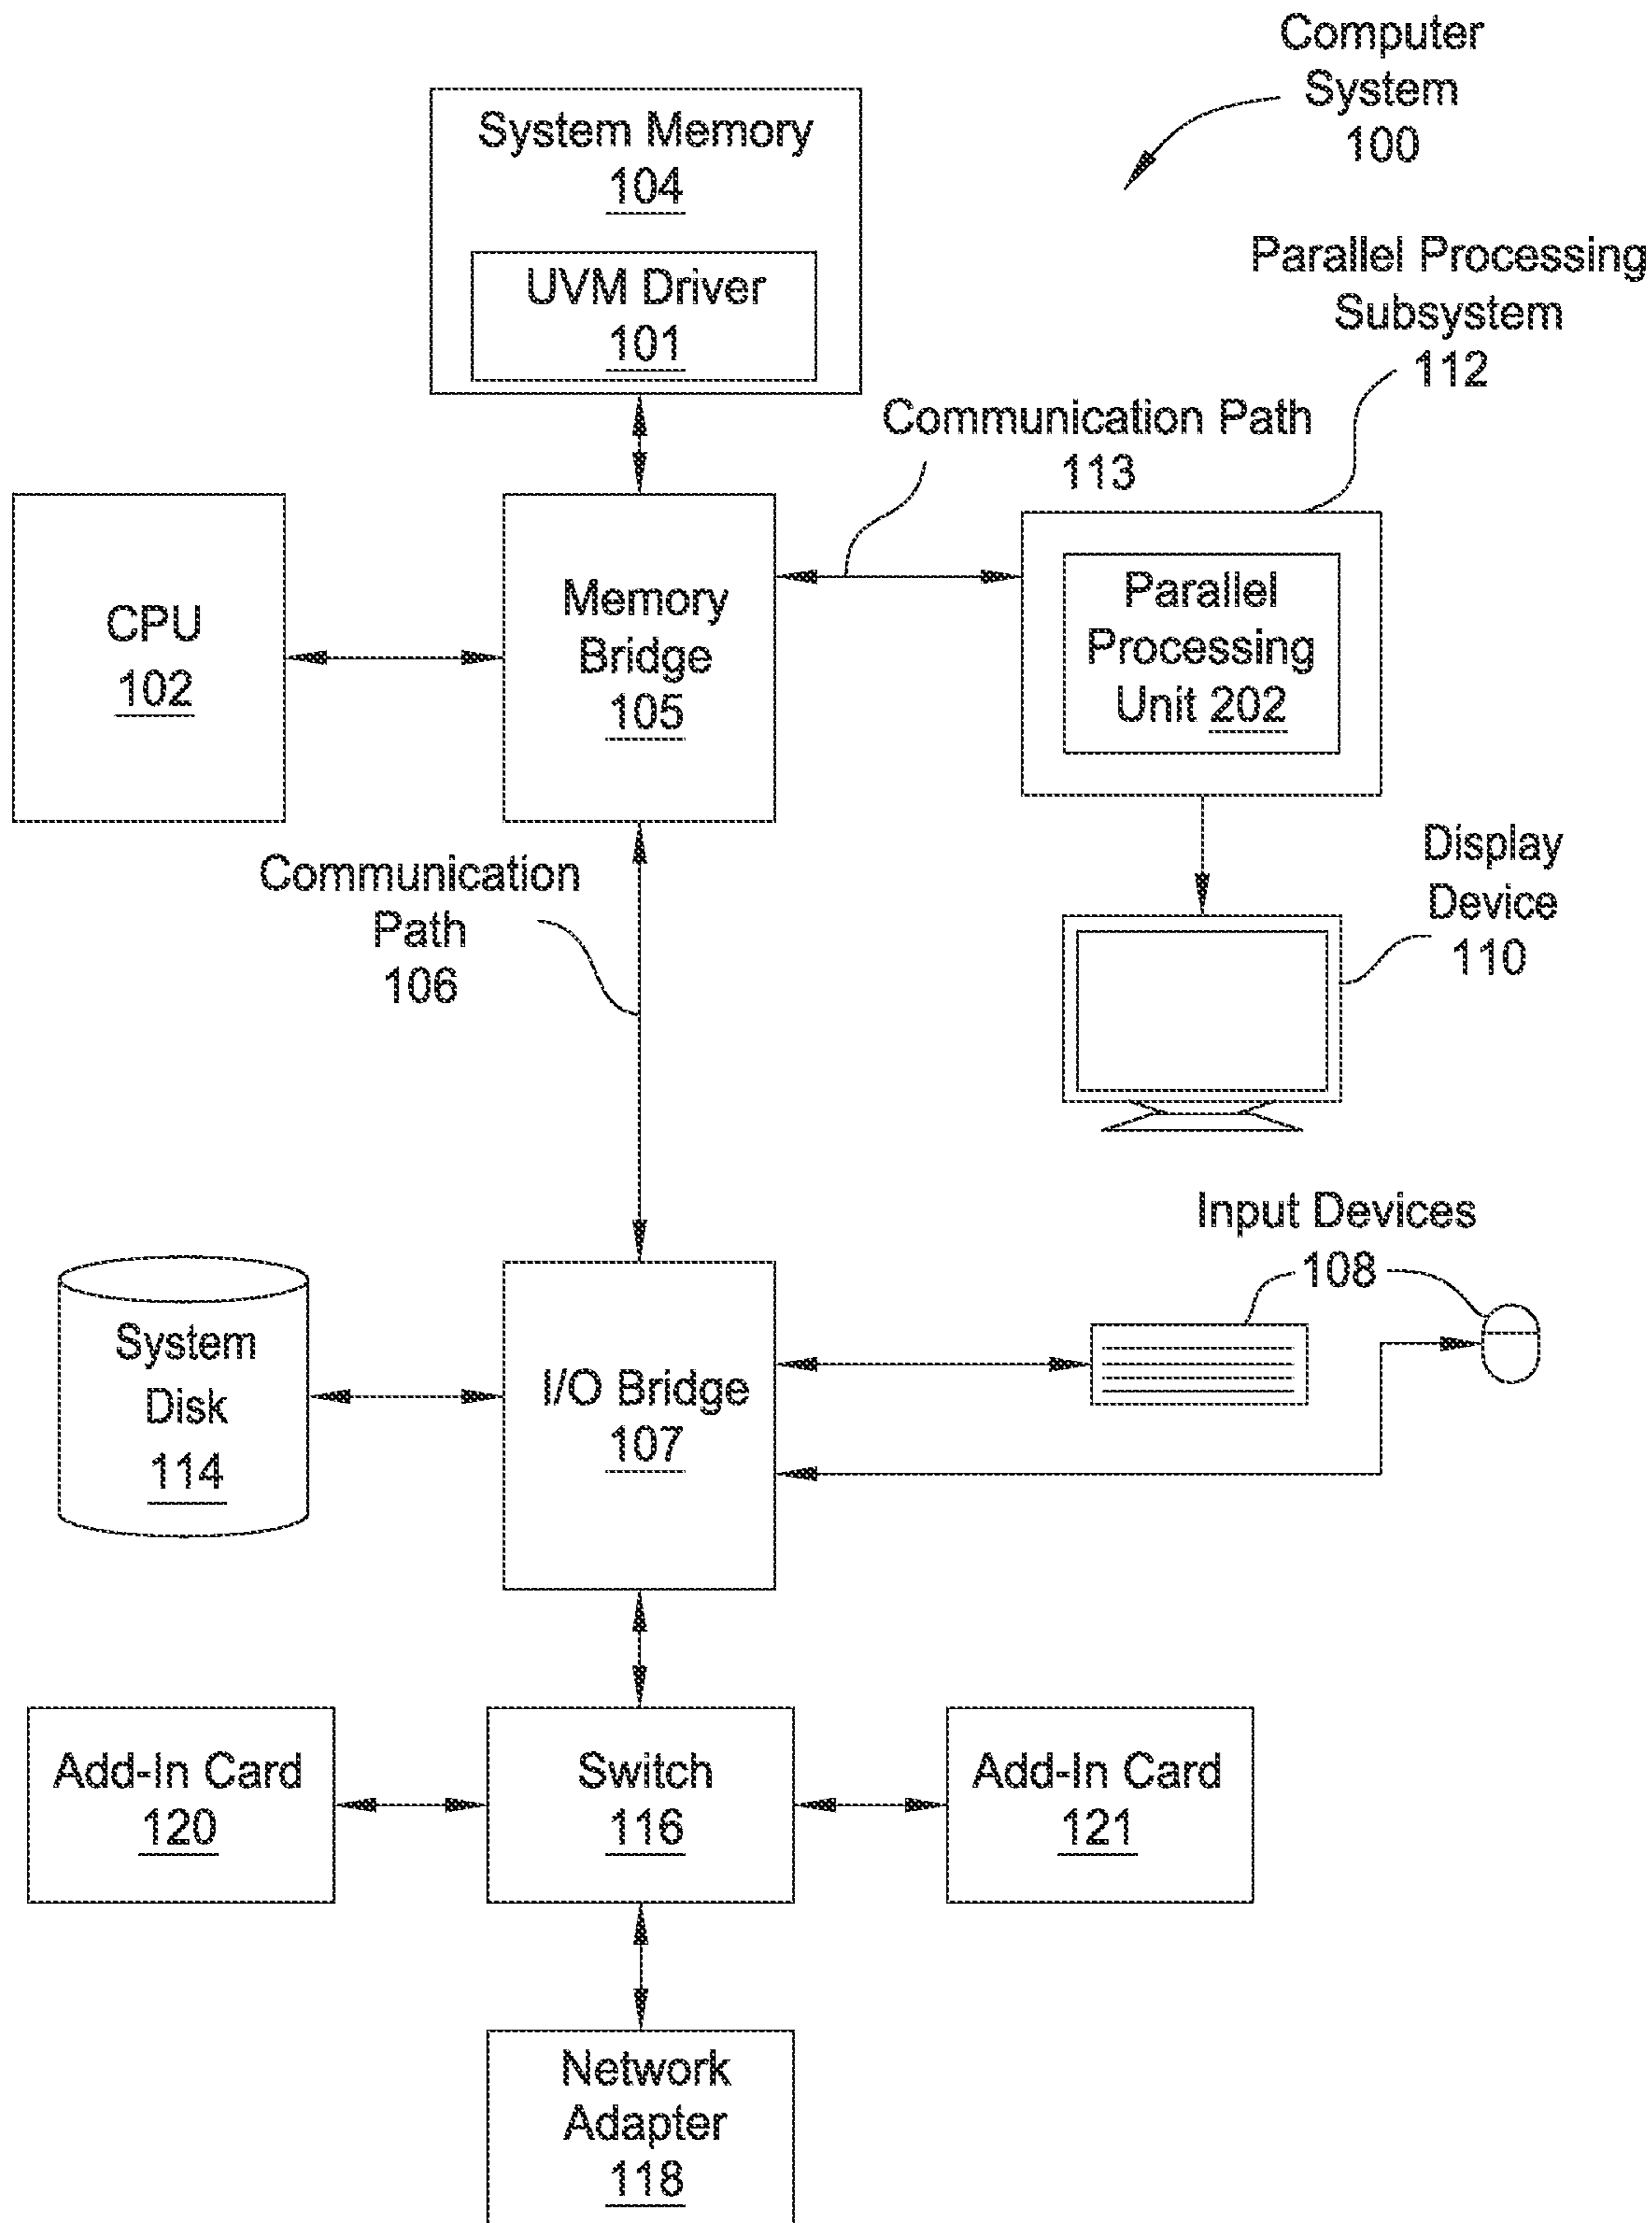 Computer
System
100
System Memory
104
UVM Driver
101
Parallel Processing
Subsystem
112
Communication Path
113
CPU
102
Memory
Bridge
105
Parallel
Processing
Unit 202
Communication
Path
106
Display
Device
110
Input Devices
108
System
Disk
114
I/O Bridge
107
Add-In Card
120
Switch
116
Add-In Card
121
Network
Adapter
118